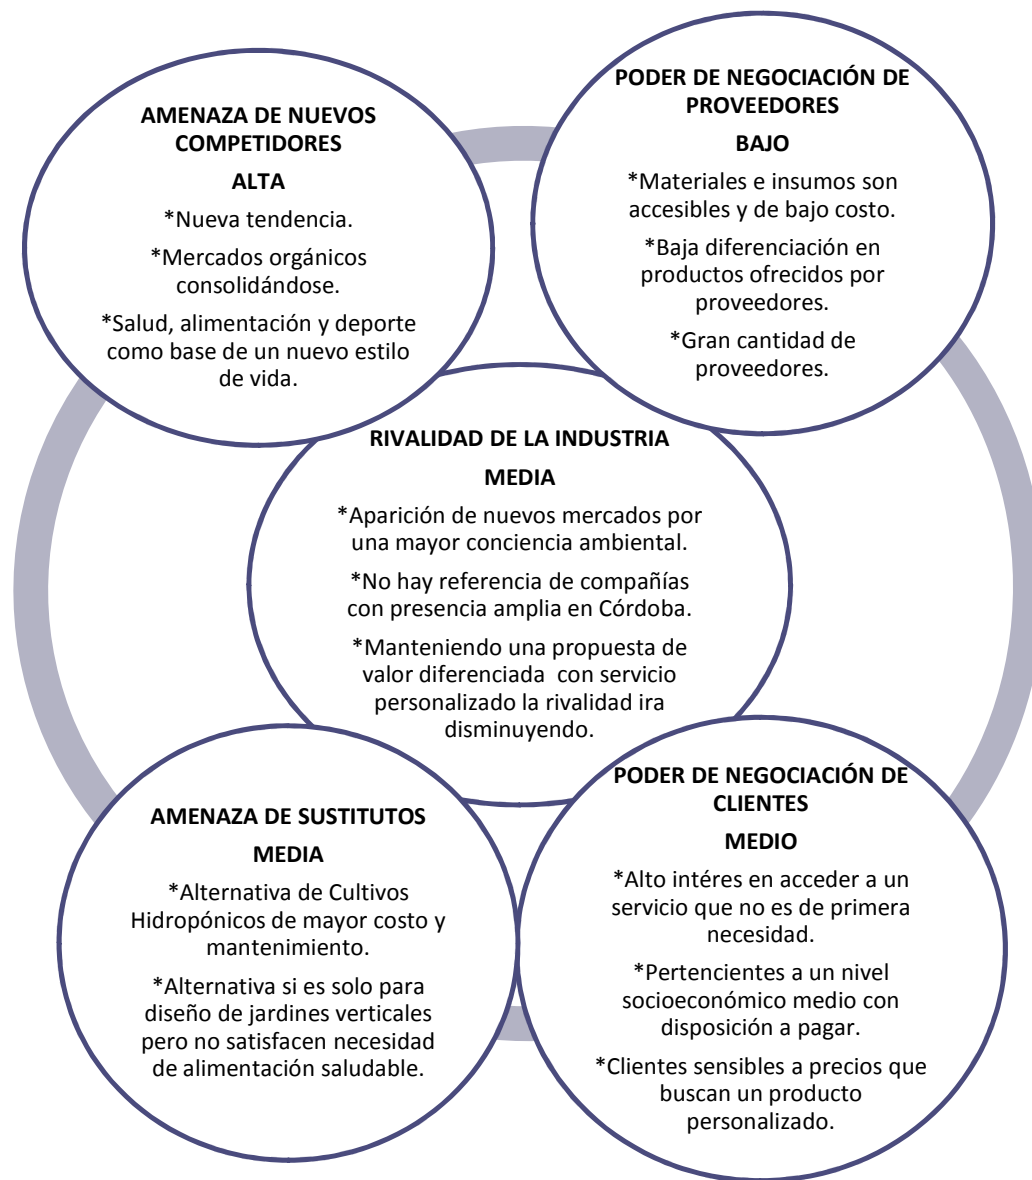 AMENAZA DE NUEVOS
COMPETIDORES
ALTA
*Nueva tendencia.
*Mercados orgánicos
consolidándose.
*Salud, alimentación y deporte
como base de un nuevo estilo
de vida.
PODER DE NEGOCIACIÓN DE
PROVEEDORES
BAJO
*Materiales e insumos son
accesibles y de bajo costo.
*Baja diferenciación en
productos ofrecidos por
proveedores.
*Gran cantidad de
proveedores.
RIVALIDAD DE LA INDUSTRIA
MEDIA
*Aparición de nuevos mercados por
una mayor conciencia ambiental.
*No hay referencia de compañías
con presencia amplia en Córdoba.
*Manteniendo una propuesta de
valor diferenciada con servicio
personalizado la rivalidad ira
disminuyendo.
AMENAZA DE SUSTITUTOS
MEDIA
*Alternativa de Cultivos
Hidropónicos de mayor costo y
mantenimiento.
*Alternativa si es solo para
diseño de jardines verticales
pero no satisfacen necesidad
de alimentación saludable.
PODER DE NEGOCIACIÓN DE
CLIENTES
MEDIO
*Alto intéres en acceder a un
servicio que no es de primera
necesidad.
*Pertencientes a un nivel
socioeconómico medio con
disposición a pagar.
*Clientes sensibles a precios que
buscan un producto
personalizado.